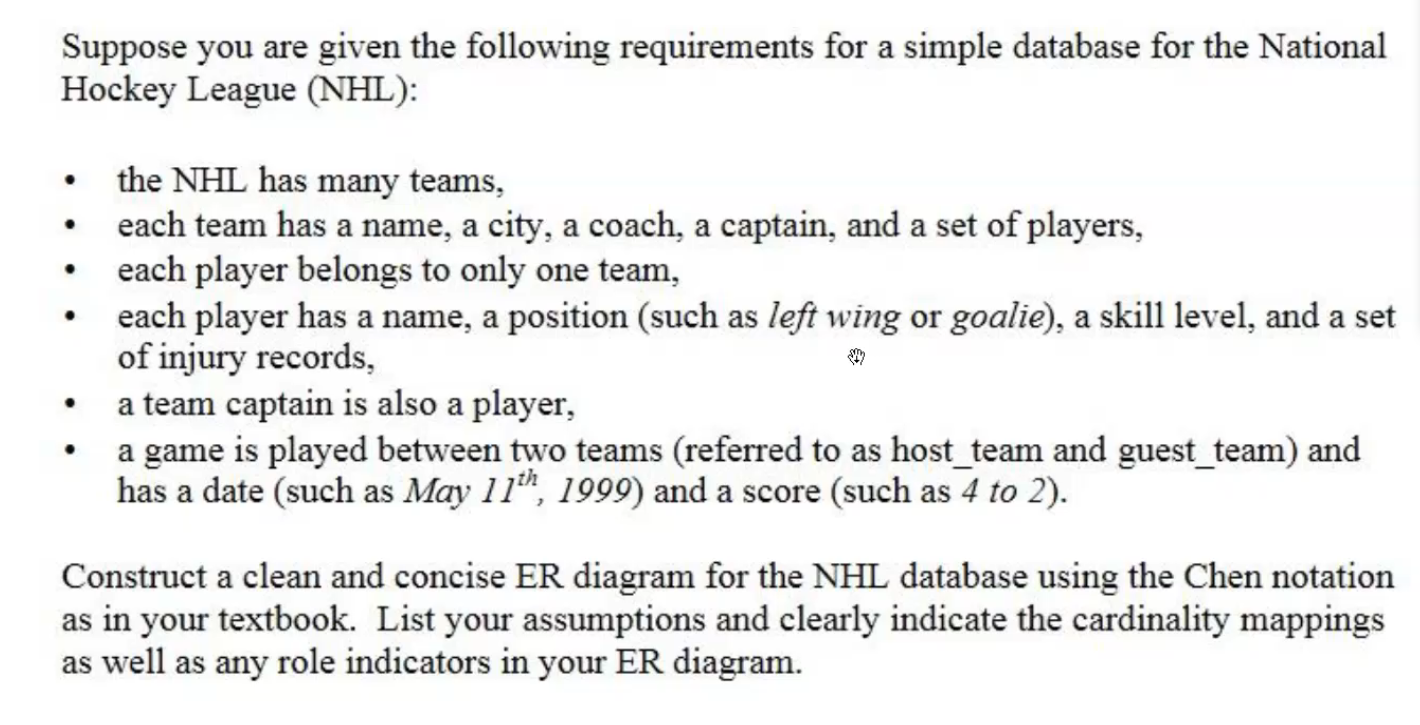 Suppose you are given the following requirements for a simple database for the National
Hockey League (NHL):
• the NHL has many teams,
• each team has a name, a city, a coach, a captain, and a set of players,
• each player belongs to only one team,
• each player has a name, a position (such as left wing or goalie), a skill level, and a set
of injury records,
• a team captain is also a player,
• a game is played between two teams (referred to as host_team and guest_team) and
has a date (such as May 11th, 1999) and a score (such as 4 to 2).
Construct a clean and concise ER diagram for the NHL database using the Chen notation
as in your textbook. List your assumptions and clearly indicate the cardinality mappings
as well as any role indicators in your ER diagram.